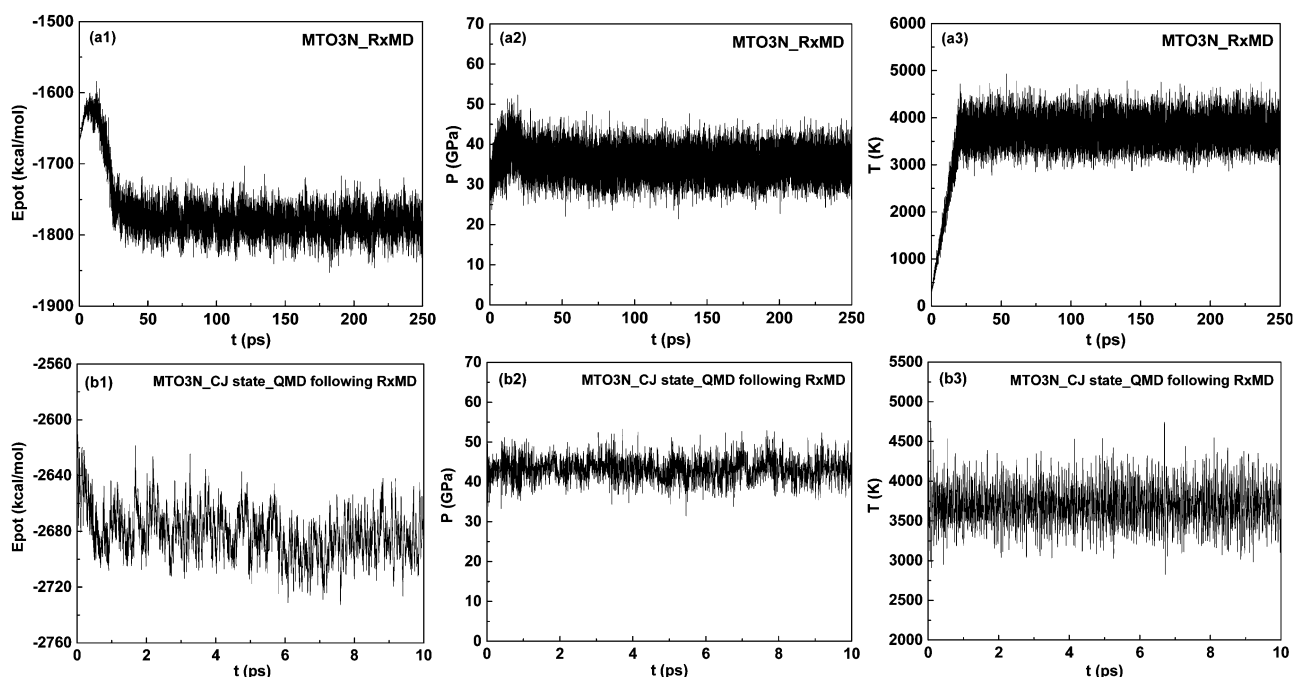 (a1)
MTO3N_RxMD
Epot (kcal/mol)
-1500
-1600
-1700
-1800
-1900
0 50 100 150 200 250
t (ps)
(a2)
MTO3N_RxMD
P (GPa)
70
60
50
40
30
20
10
0
0 50 100 150 200 250
t (ps)
(a3)
MTO3N_RxMD
T (K)
6000
5000
4000
3000
2000
1000
0
0 50 100 150 200 250
t (ps)
(b1)
MTO3N_CJ state_QMD following RxMD
Epot (kcal/mol)
-2560
-2600
-2640
-2680
-2720
-2760
0 2 4 6 8 10
t (ps)
(b2)
MTO3N_CJ state_QMD following RxMD
P (GPa)
70
60
50
40
30
20
10
0
0 2 4 6 8 10
t (ps)
(b3)
MTO3N_CJ state_QMD following RxMD
T (K)
5500
5000
4500
4000
3500
3000
2500
2000
0 2 4 6 8 10
t (ps)